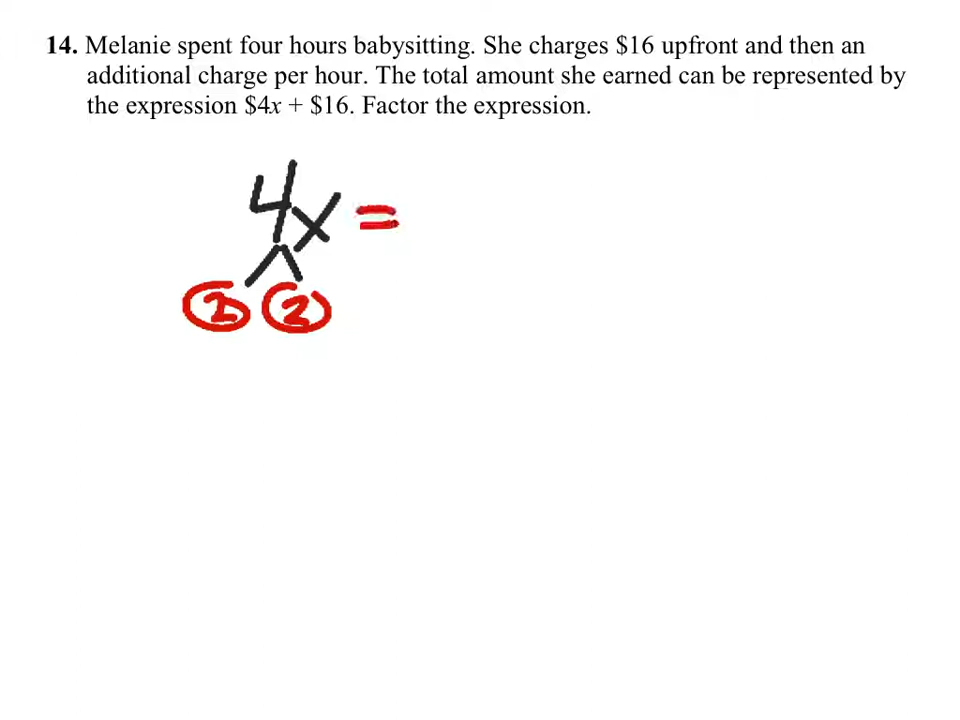 14. Melanie spent four hours babysitting. She charges $16 upfront and then an
additional charge per hour. The total amount she earned can be represented by
the expression $4x + $16. Factor the expression.
4x =
2 2